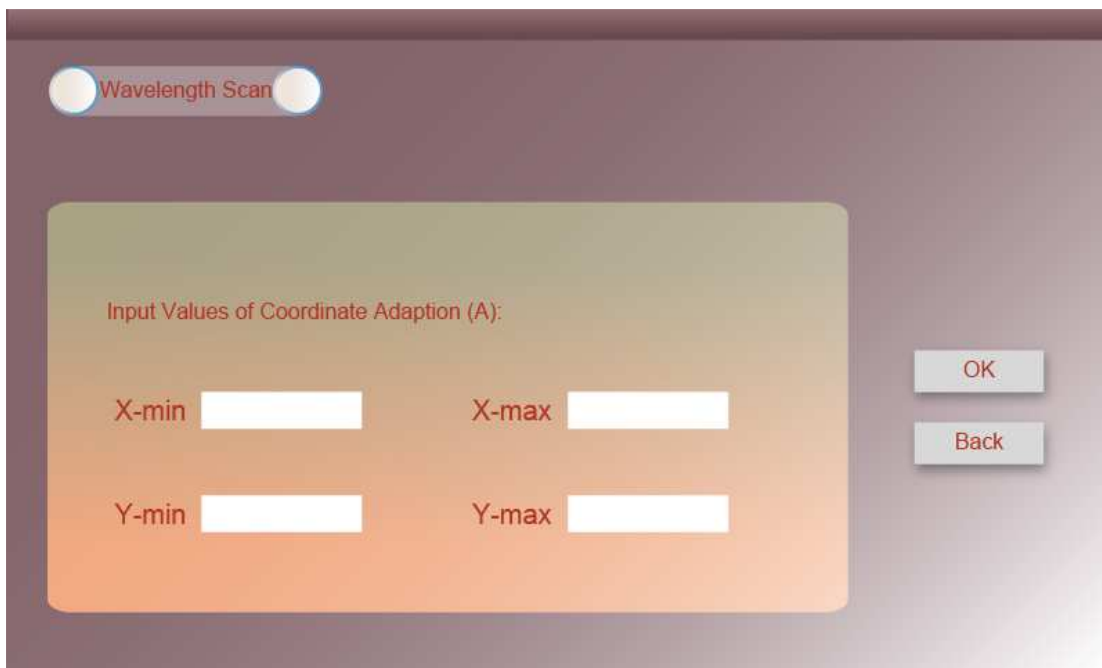 Wavelength Scan
Input Values of Coordinate Adaption (A):
X-min X-max
Y-min Y-max
OK
Back